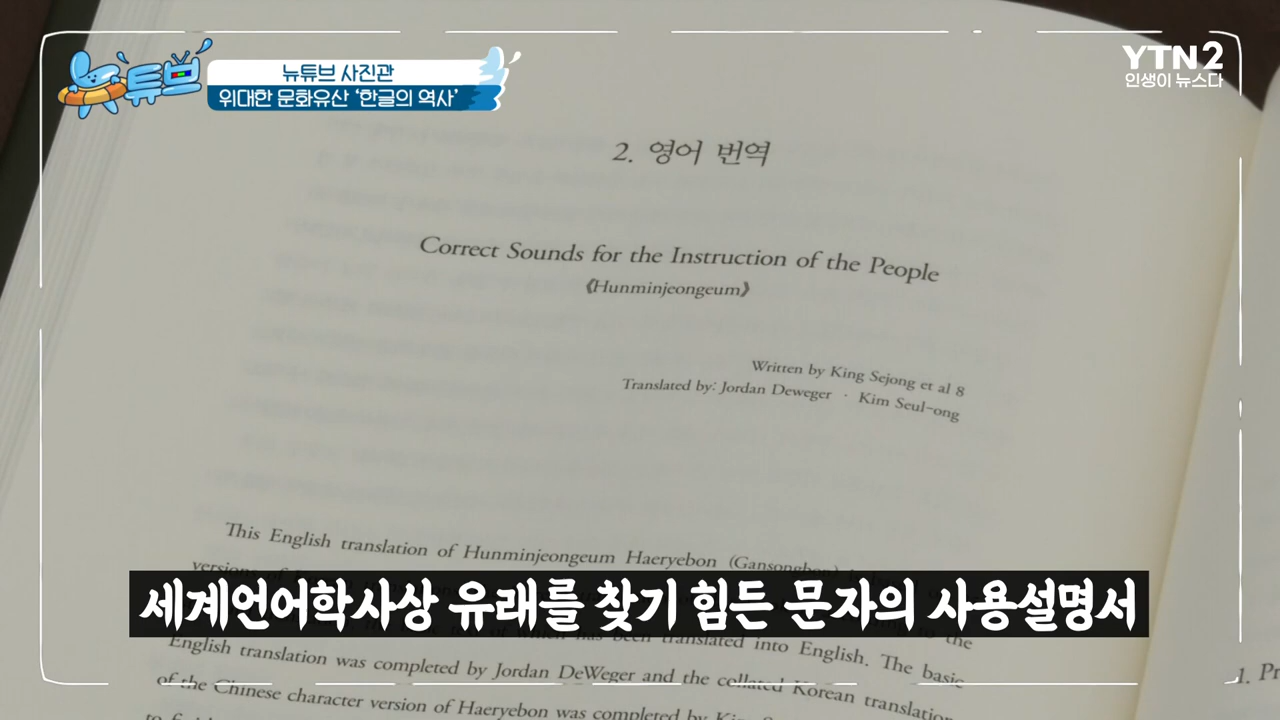 뉴튜브
뉴튜브 사진관
위대한 문화유산 ‘한글의 역사’
YTN2
인생이 뉴스다
2. 영어 번역
Correct Sounds for the Instruction of the People
《Hunminjeongeum》
Written by King Sejong et al 8
Translated by: Jordan Deweger · Kim Seul-ong
This English translation of Hunminjeongeum Haeryebon (Gansongbon)
세계언어학사상 유래를 찾기 힘든 문자의 사용설명서
has been translated into English. The basic
English translation was completed by Jordan DeWeger and the collated Korean translation
of the Chinese character version of Haeryebon was completed by
1. Pr